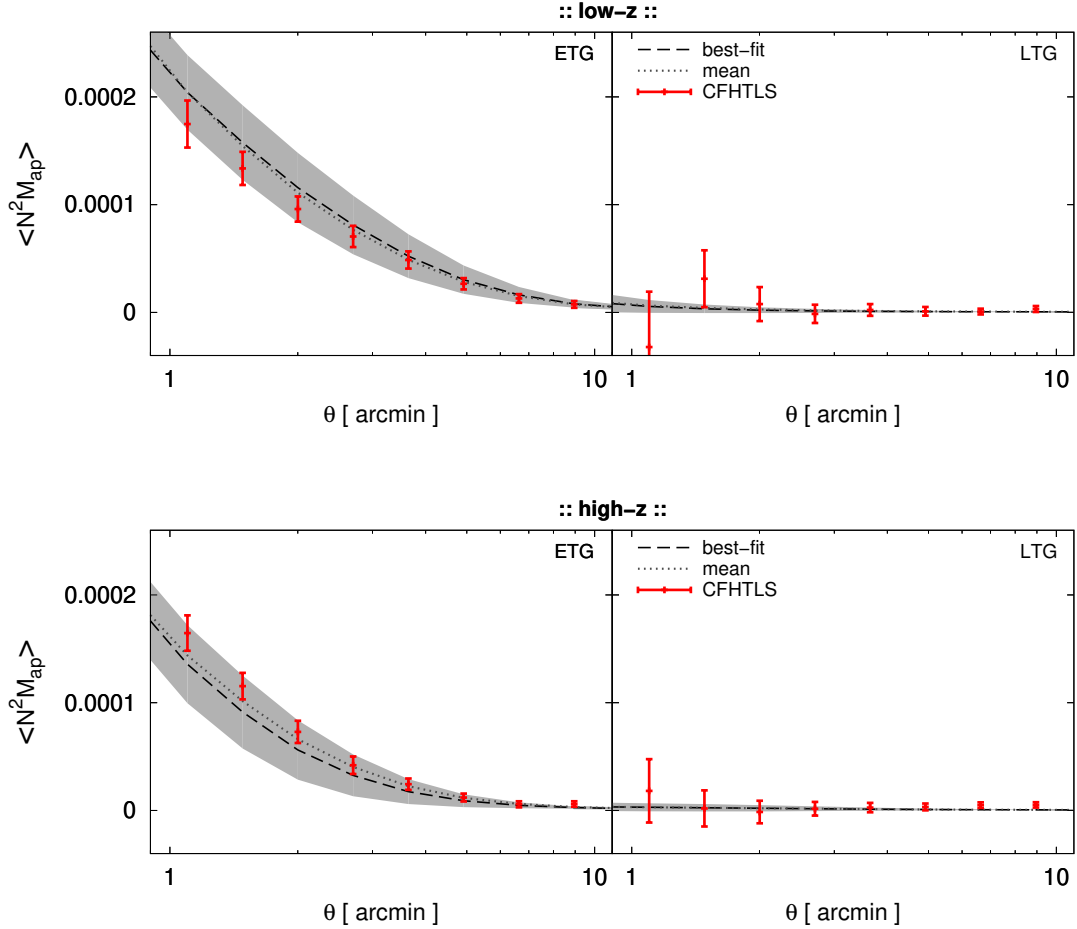 :: low–z ::
ETG
best–fit
mean
CFHTLS
LTG
0.0002
0.0001
0
<N²Map>
1 10 1 10
θ [ arcmin ] θ [ arcmin ]
:: high–z ::
ETG
best–fit
mean
CFHTLS
LTG
0.0002
0.0001
0
<N²Map>
1 10 1 10
θ [ arcmin ] θ [ arcmin ]